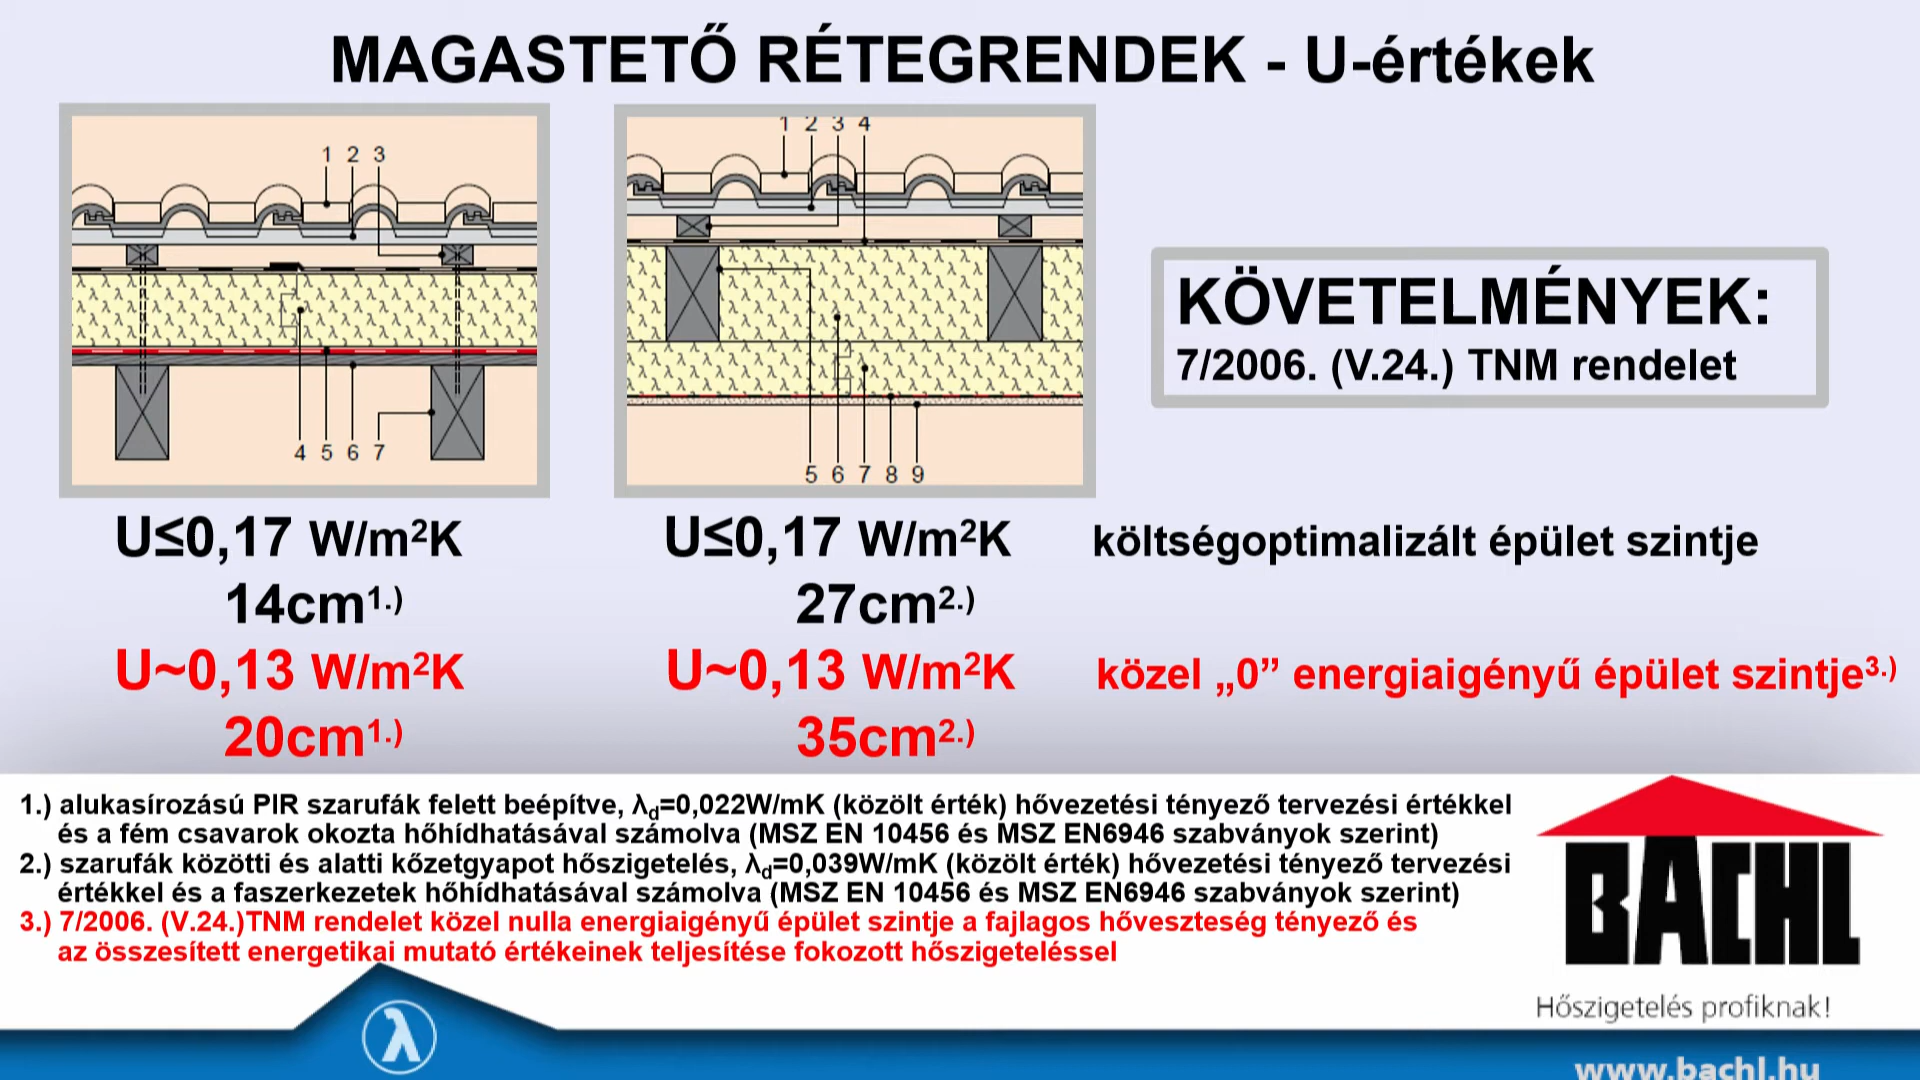 MAGASTETŐ RÉTEGRENDEK - U-értékek
1 2 3
4 5 6 7
1 2 3 4
5 6 7 8 9
KÖVETELMÉNYEK:
7/2006. (V.24.) TNM rendelet
U≤0,17 W/m²K U≤0,17 W/m²K költségoptimalizált épület szintje
14cm¹·⁾ 27cm²·⁾
U~0,13 W/m²K U~0,13 W/m²K közel „0” energiaigényű épület szintje³·⁾
20cm¹·⁾ 35cm²·⁾
1.) alukasírozású PIR szarufák felett beépítve, λd=0,022W/mK (közölt érték) hővezetési tényező tervezési értékkel
és a fém csavarok okozta hőhídhatásával számolva (MSZ EN 10456 és MSZ EN6946 szabványok szerint)
2.) szarufák közötti és alatti kőzetgyapot hőszigetelés, λd=0,039W/mK (közölt érték) hővezetési tényező tervezési
értékkel és a faszerkezetek hőhídhatásával számolva (MSZ EN 10456 és MSZ EN6946 szabványok szerint)
3.) 7/2006. (V.24.)TNM rendelet közel nulla energiaigényű épület szintje a fajlagos hőveszteség tényező és
az összesített energetikai mutató értékeinek teljesítése fokozott hőszigeteléssel
BACHL
Hőszigetelés profiknak!
λ
www.bachl.hu